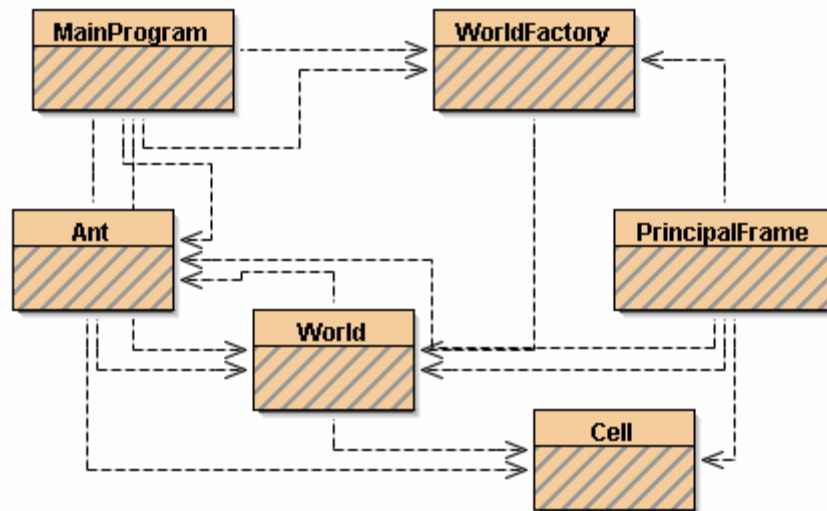 MainProgram
WorldFactory
Ant
PrincipalFrame
World
Cell